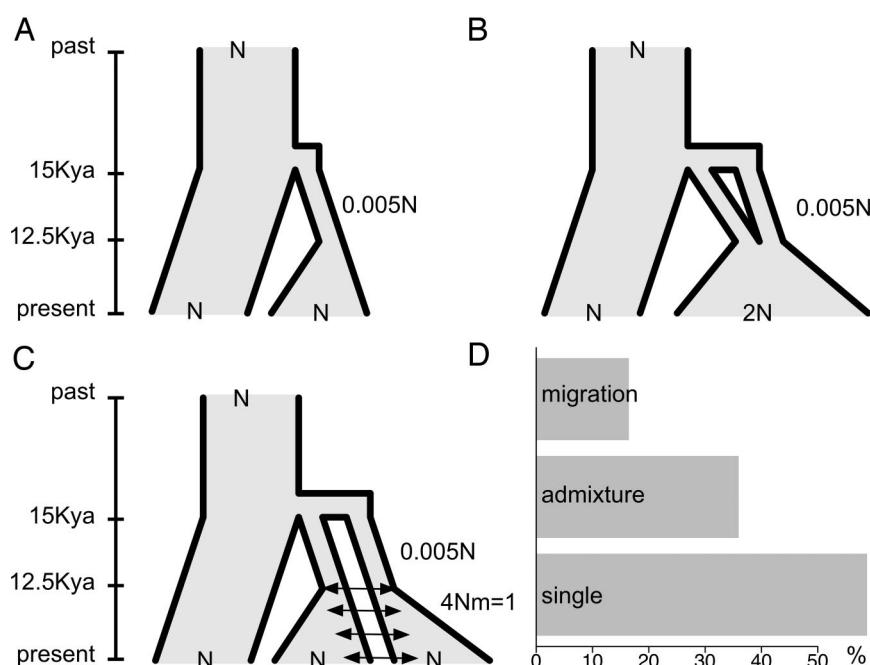 A
past
N
15Kya
0.005N
12.5Kya
present
N
N
B
N
0.005N
N
2N
C
past
N
15Kya
0.005N
12.5Kya
4Nm=1
present
N
N
N
D
migration
admixture
single
0 10 20 30 40 50 %